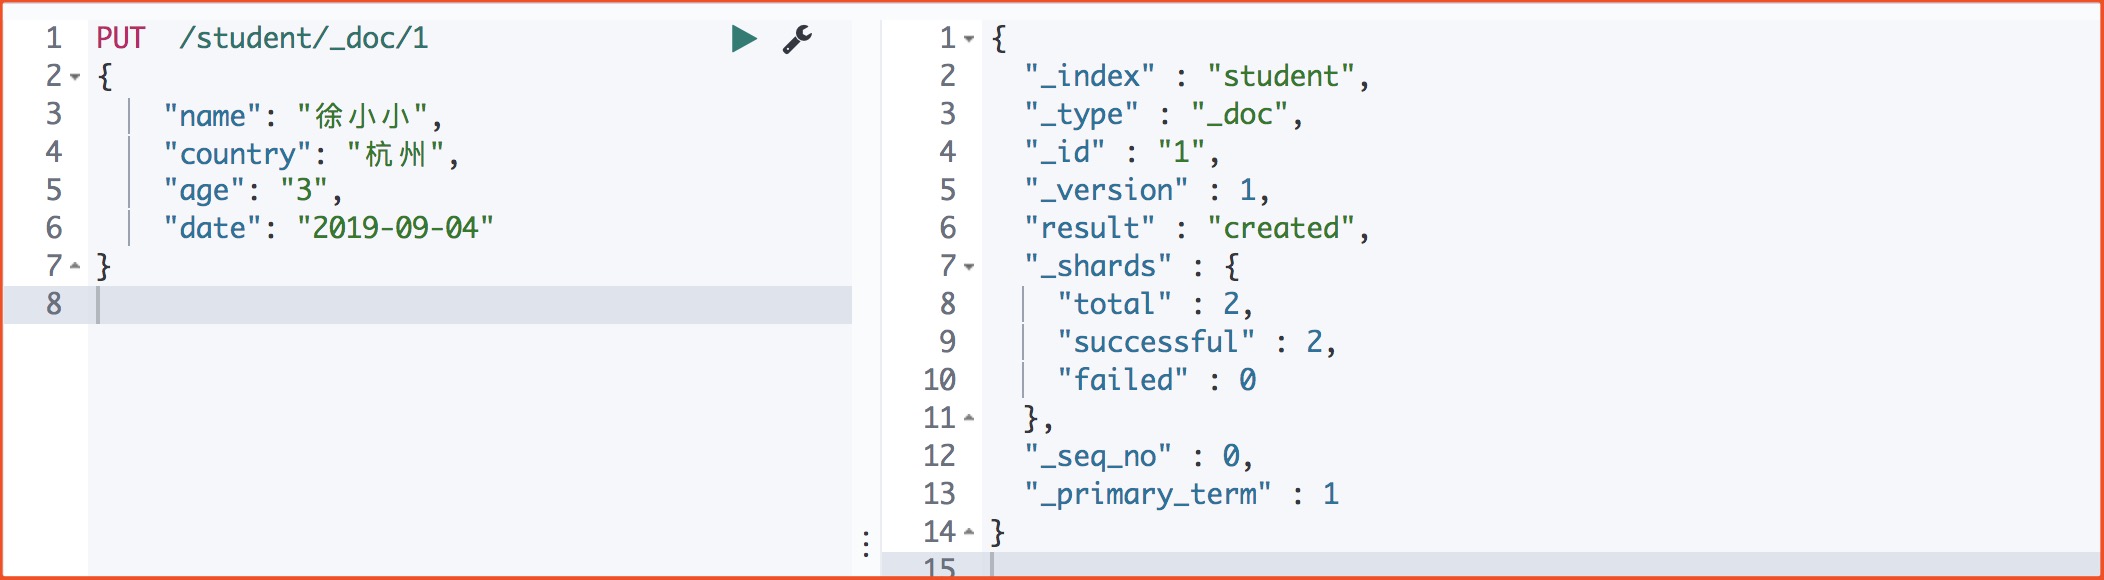 1 PUT  /student/_doc/1
2 {
3 "name": "徐小小",
4 "country": "杭州",
5 "age": "3",
6 "date": "2019-09-04"
7 }
8
1 {
2 "_index" : "student",
3 "_type" : "_doc",
4 "_id" : "1",
5 "_version" : 1,
6 "result" : "created",
7 "_shards" : {
8 "total" : 2,
9 "successful" : 2,
10 "failed" : 0
11 },
12 "_seq_no" : 0,
13 "_primary_term" : 1
14 }
15